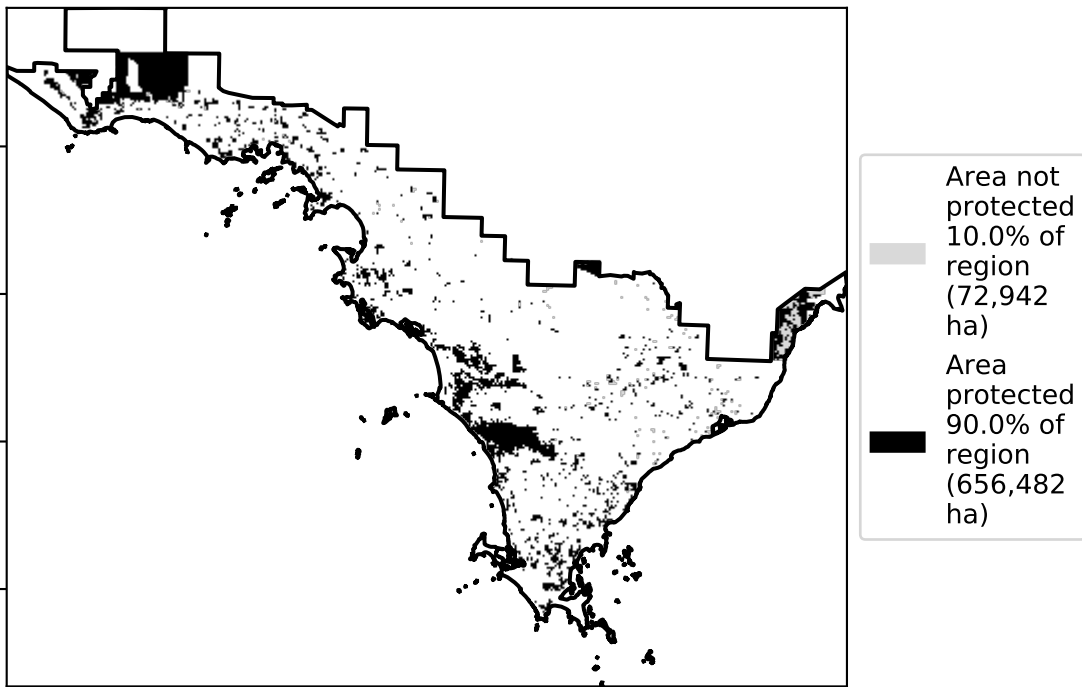 Area not
protected
10.0% of
region
(72,942
ha)
Area
protected
90.0% of
region
(656,482
ha)